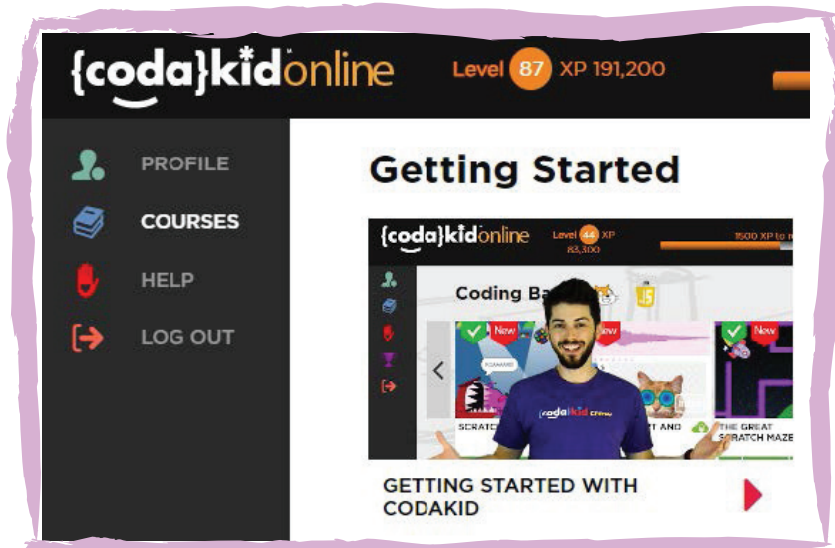 {coda}kid online
Level 87 XP 191,200
PROFILE
COURSES
HELP
LOG OUT
Getting Started
{coda}kid online
Level 44 XP
83,300
1500 XP to
Coding
JS
New
New
New
{coda}kid
SCRATCH
AND
THE GREAT
SCRATCH MAZE
GETTING STARTED WITH
CODAKID